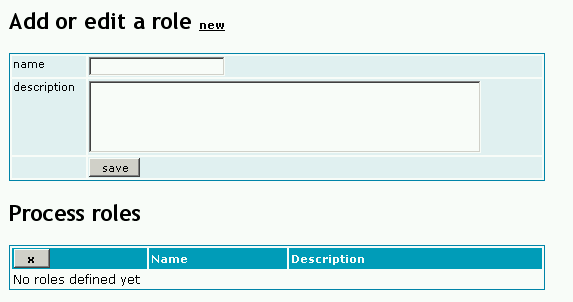 Add or edit a role new
name
description
save
Process roles
x Name Description
No roles defined yet